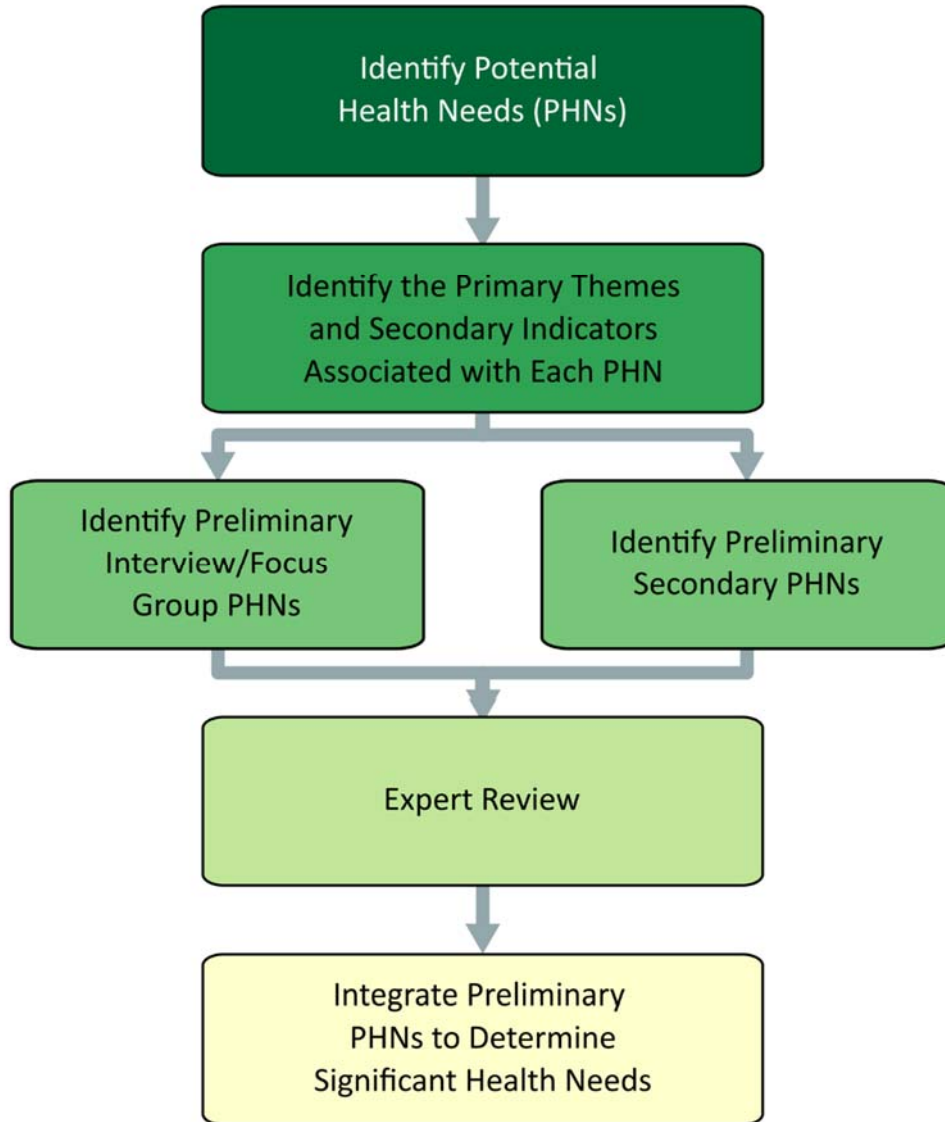 Identify Potential
Health Needs (PHNs)
Identify the Primary Themes
and Secondary Indicators
Associated with Each PHN
Identify Preliminary
Interview/Focus
Group PHNs
Identify Preliminary
Secondary PHNs
Expert Review
Integrate Preliminary
PHNs to Determine
Significant Health Needs